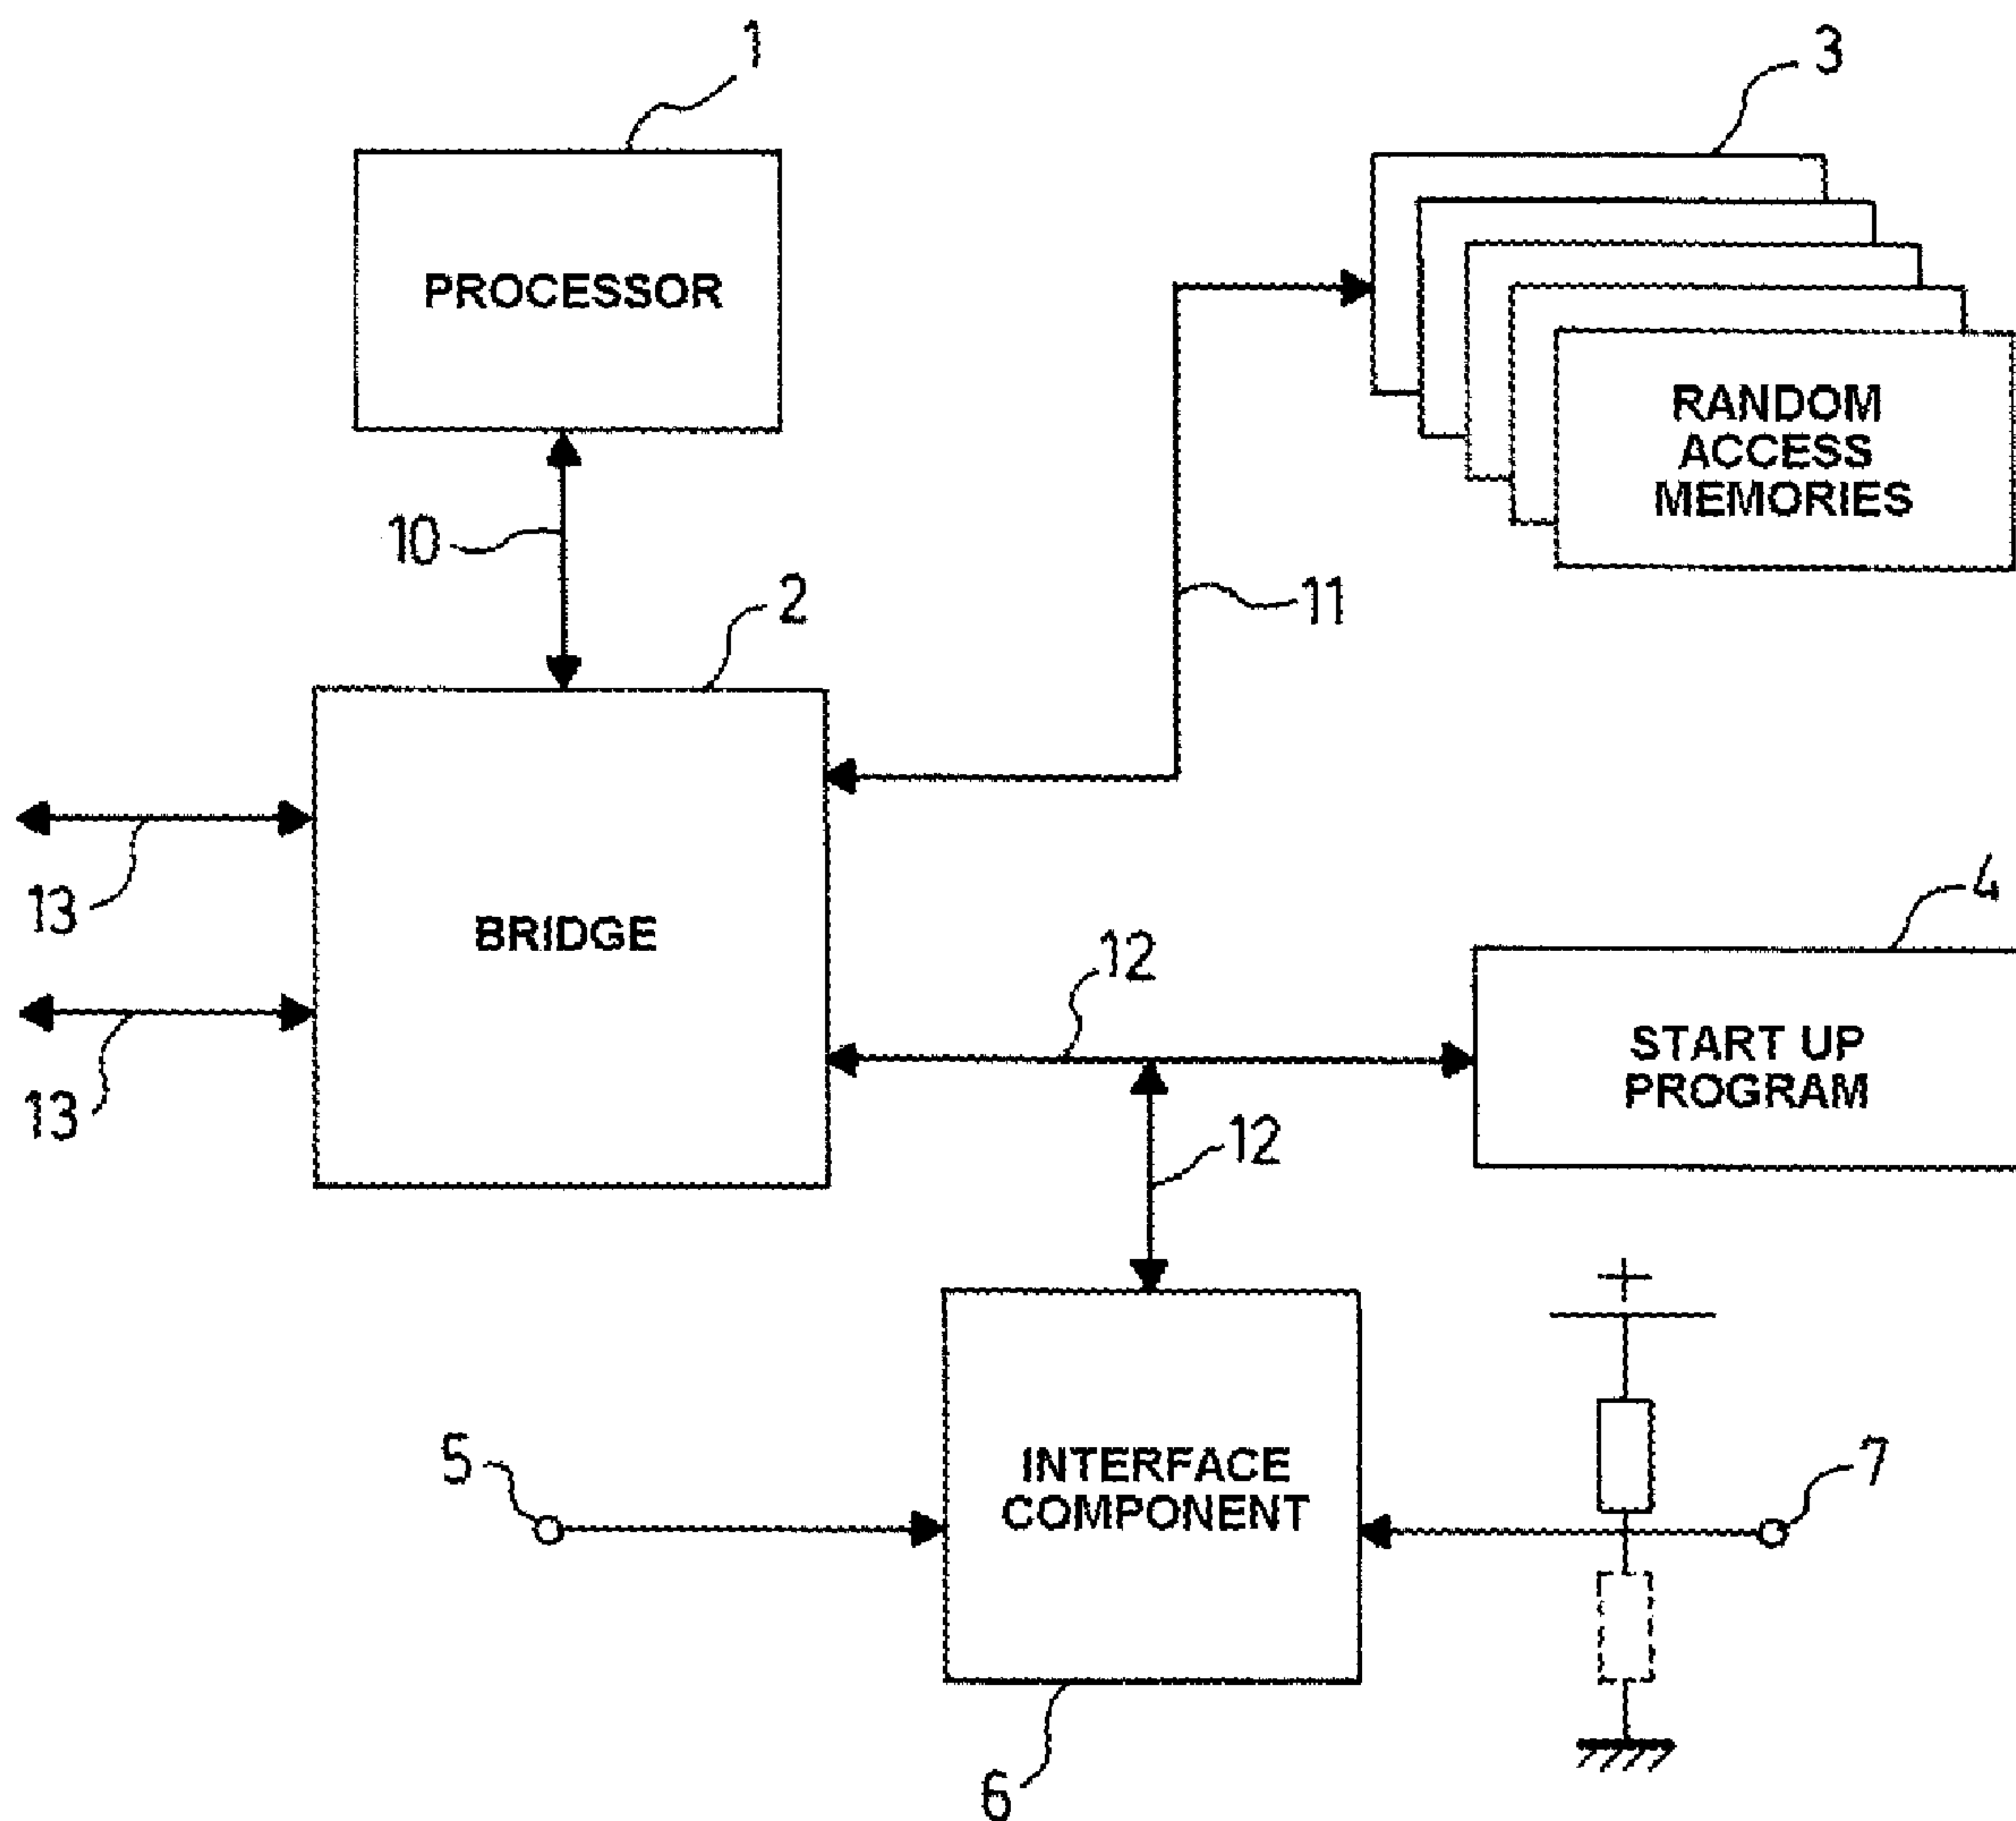 1
3
PROCESSOR
RANDOM
ACCESS
MEMORIES
10
2
11
13
BRIDGE
12
4
START UP
PROGRAM
13
12
+
5
INTERFACE
COMPONENT
7
6